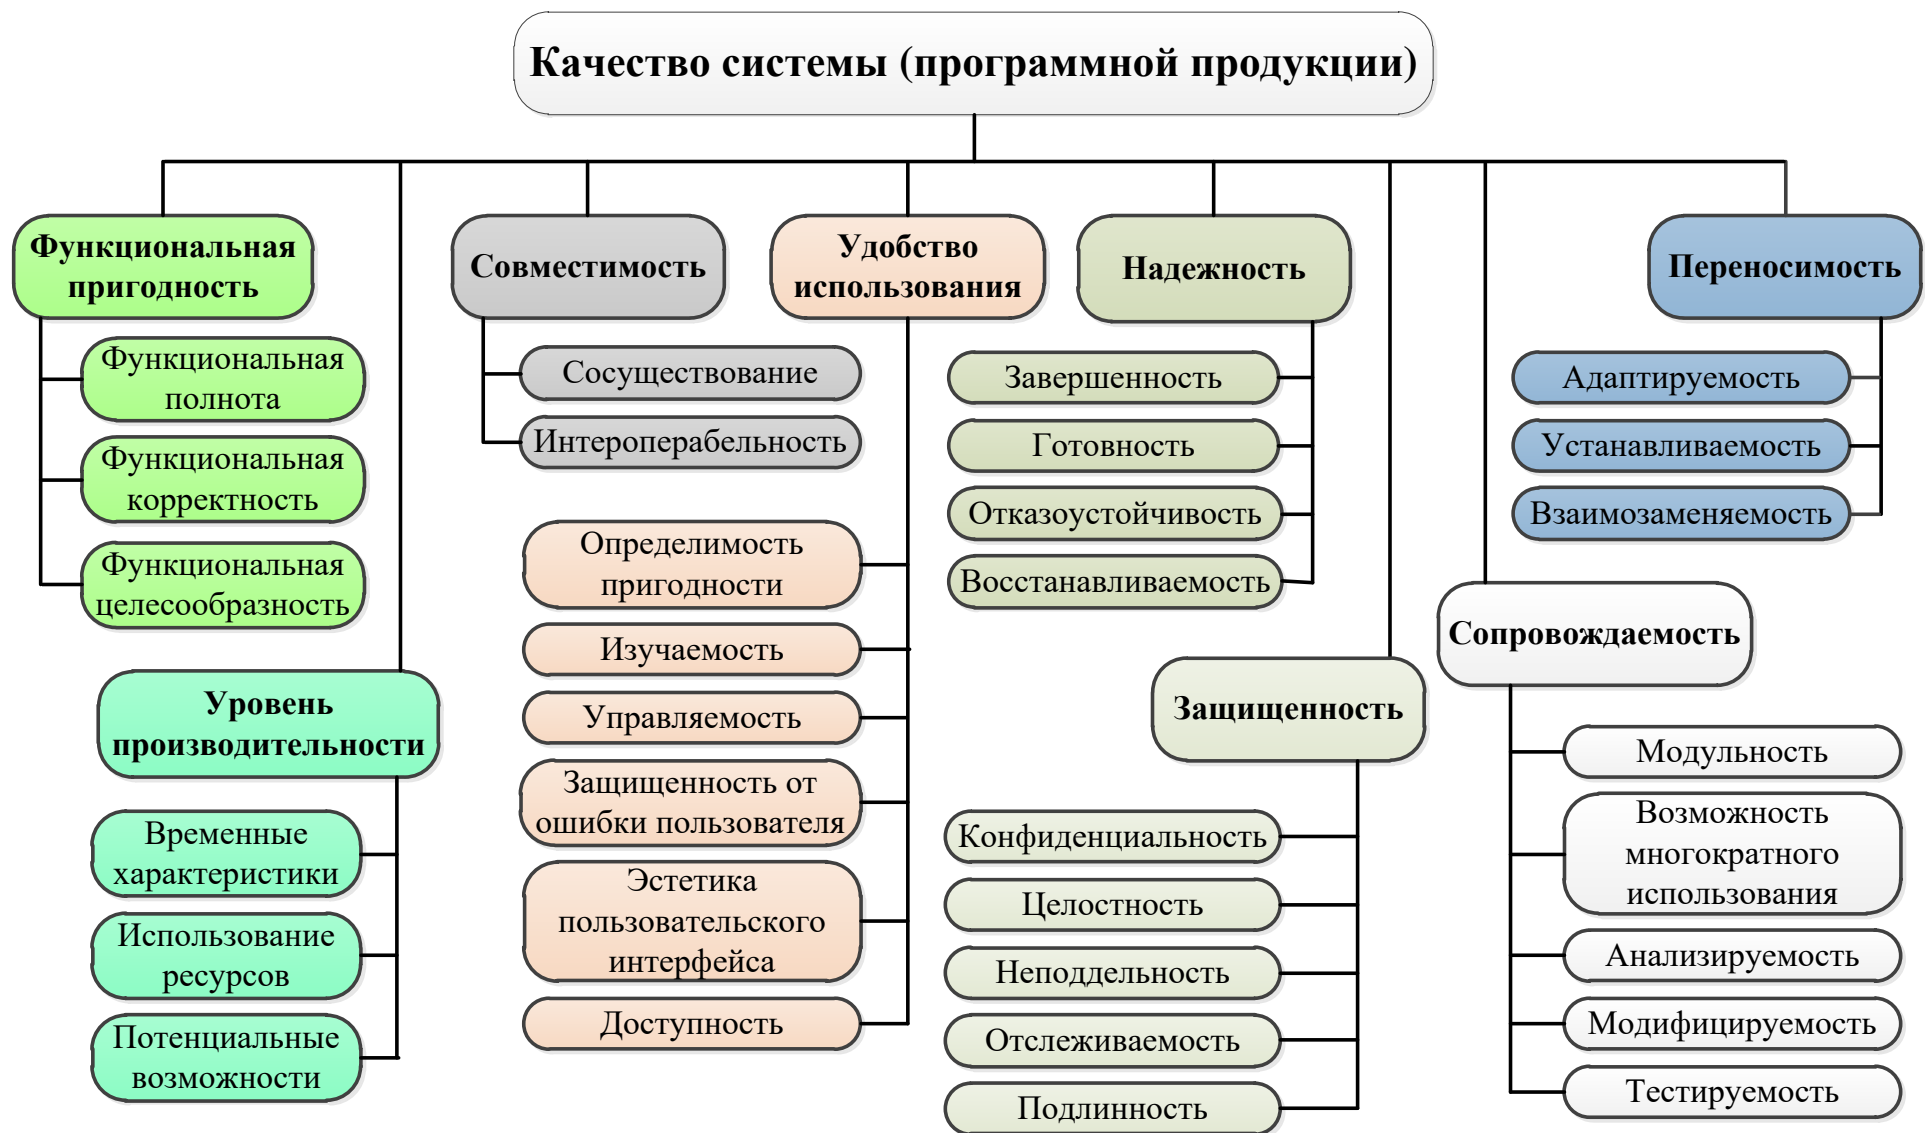 Качество системы (программной продукции)
Функциональная
пригодность
Функциональная
полнота
Функциональная
корректность
Функциональная
целесообразность
Уровень
производительности
Временные
характеристики
Использование
ресурсов
Потенциальные
возможности
Совместимость
Сосуществование
Интероперабельность
Удобство
использования
Определимость
пригодности
Изучаемость
Управляемость
Защищенность от
ошибки пользователя
Эстетика
пользовательского
интерфейса
Доступность
Надежность
Завершенность
Готовность
Отказоустойчивость
Восстанавливаемость
Защищенность
Конфиденциальность
Целостность
Неподдельность
Отслеживаемость
Подлинность
Сопровождаемость
Модульность
Возможность
многократного
использования
Анализируемость
Модифицируемость
Тестируемость
Переносимость
Адаптируемость
Устанавливаемость
Взаимозаменяемость